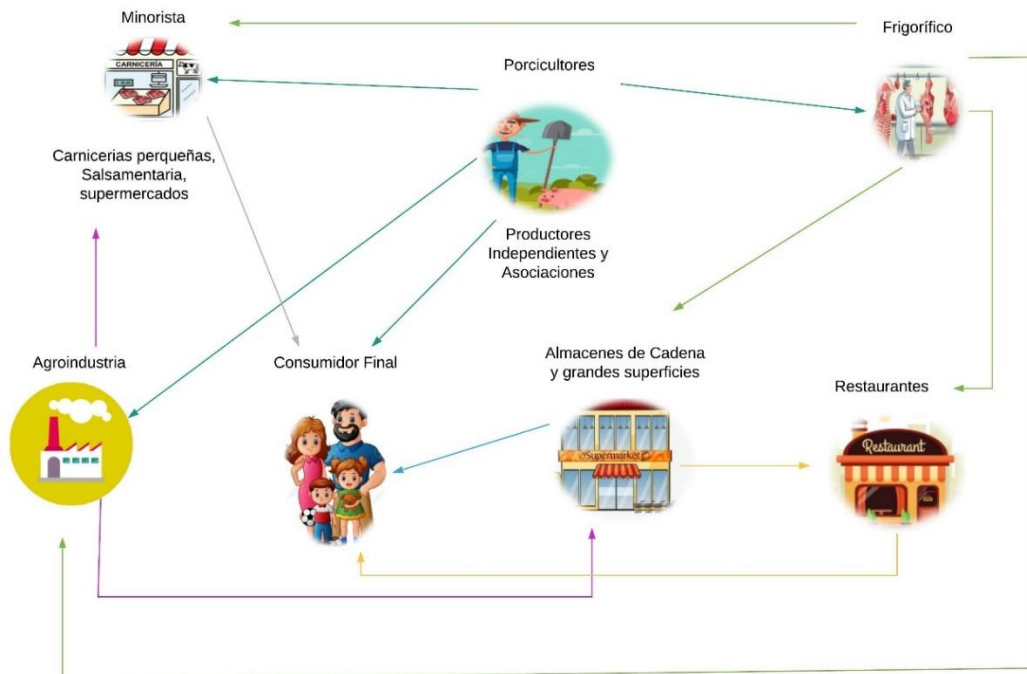 Minorista
Frigorífico
CARNICERÍA
Porcicultores
Carnicerias perqueñas,
Salsamentaria,
supermercados
Productores
Independientes y
Asociaciones
Agroindustria
Consumidor Final
Almacenes de Cadena
y grandes superficies
Restaurantes
Supermarket
Restaurant